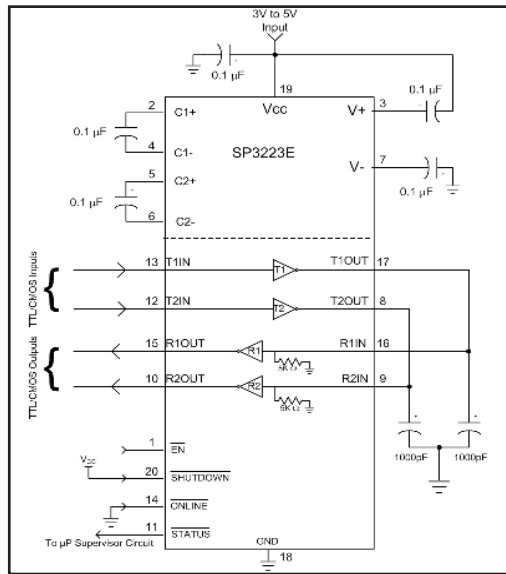 3V to 5V
Input
0.1 µF
19
0.1 µF
2
C1+
Vcc
V+
3
0.1 µF
4
C1-
SP3223E
5
C2+
V-
7
0.1 µF
0.1 µF
6
C2-
TTL/CMOS Inputs
13
T1IN
T1
T1OUT
17
12
T2IN
T2
T2OUT
8
TTL/CMOS Outputs
15
R1OUT
R1
R1IN
16
5KΩ
10
R2OUT
R2
R2IN
9
5KΩ
1
EN
1000pF
1000pF
VCC
20
SHUTDOWN
14
ONLINE
11
STATUS
To µP Supervisor Circuit
GND
18